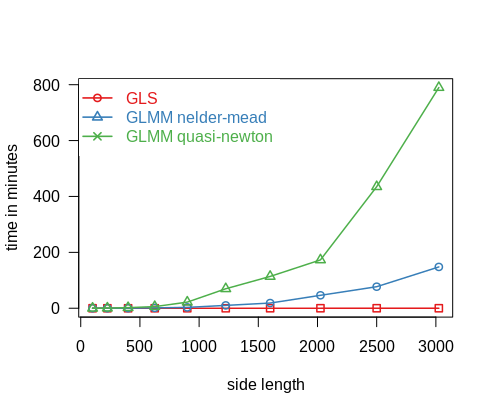 800
600
400
200
0
time in minutes
GLS
GLMM nelder-mead
GLMM quasi-newton
0 500 1000 1500 2000 2500 3000
side length